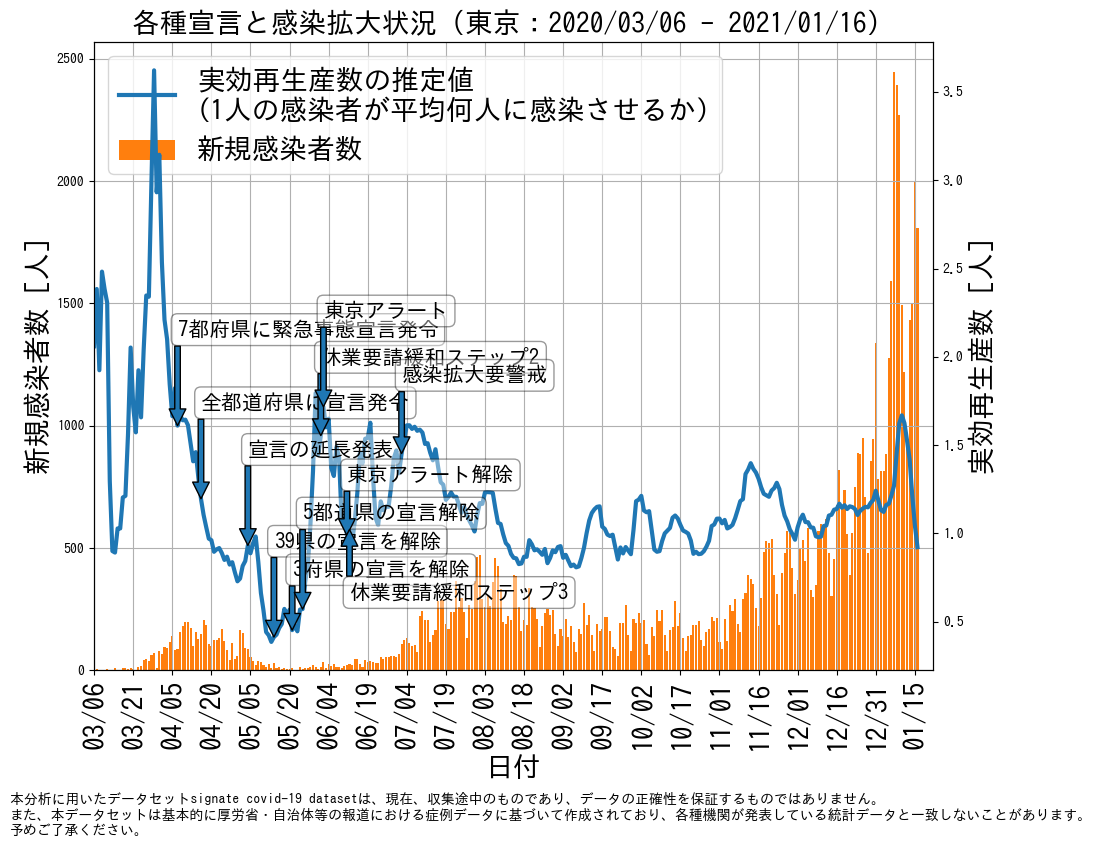 各種宣言と感染拡大状況（東京：2020/03/06 - 2021/01/16）
実効再生産数の推定値
(1人の感染者が平均何人に感染させるか)
新規感染者数
新規感染者数 [人]
2500
2000
1500
1000
500
0
実効再生産数 [人]
3.5
3.0
2.5
2.0
1.5
1.0
0.5
東京アラート
7都府県に緊急事態宣言発令
休業要請緩和ステップ2
感染拡大要警戒
全都道府県に宣言発令
宣言の延長発表
東京アラート解除
5都道県の宣言解除
39県の宣言を解除
3府県の宣言を解除
休業要請緩和ステップ3
03/06
03/21
04/05
04/20
05/05
05/20
06/04
06/19
07/04
07/19
08/03
08/18
09/02
09/17
10/02
10/17
11/01
11/16
12/01
12/16
12/31
01/15
日付
本分析に用いたデータセットsignate covid-19 datasetは、現在、収集途中のものであり、データの正確性を保証するものではありません。
また、本データセットは基本的に厚労省・自治体等の報道における症例データに基づいて作成されており、各種機関が発表している統計データと一致しないことがあります。
予めご了承ください。